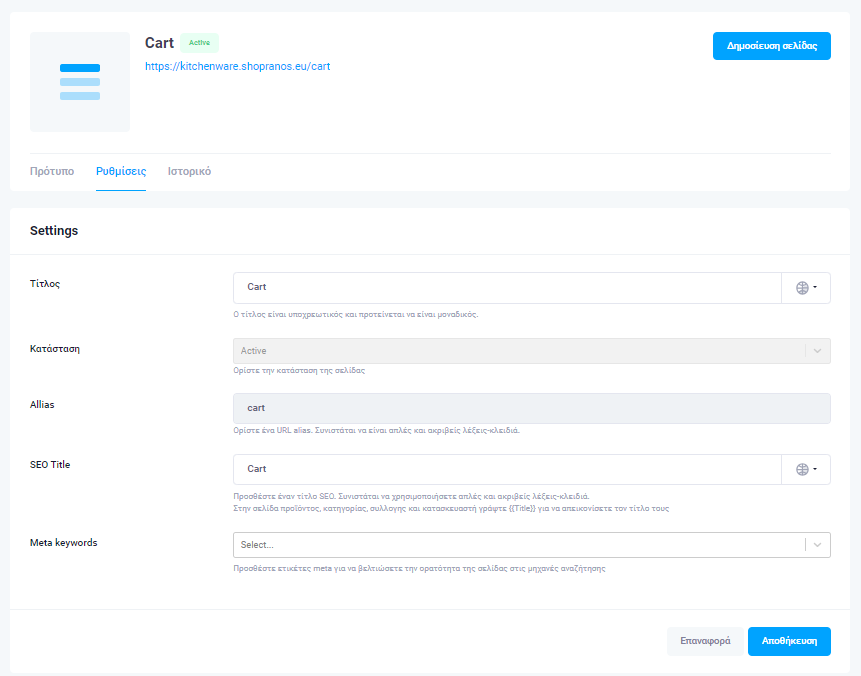 Cart Active
Δημοσίευση σελίδας
https://kitchenware.shopranos.eu/cart
Πρότυπο Ρυθμίσεις Ιστορικό
Settings
Τίτλος
Cart
Ο τίτλος είναι υποχρεωτικός και προτείνεται να είναι μοναδικός.
Κατάσταση
Active
Ορίστε την κατάσταση της σελίδας
Allias
cart
Ορίστε ένα URL alias. Συνιστάται να είναι απλές και ακριβείς λέξεις-κλειδιά.
SEO Title
Cart
Προσθέστε έναν τίτλο SEO. Συνιστάται να χρησιμοποιήσετε απλές και ακριβείς λέξεις-κλειδιά.
Στην σελίδα προϊόντος, κατηγορίας, συλλογης και κατασκευαστή γράψτε {{Title}} για να απεικονίσετε τον τίτλο τους
Meta keywords
Select...
Προσθέστε ετικέτες meta για να βελτιώσετε την ορατότητα της σελίδας στις μηχανές αναζήτησης
Επαναφορά Αποθήκευση